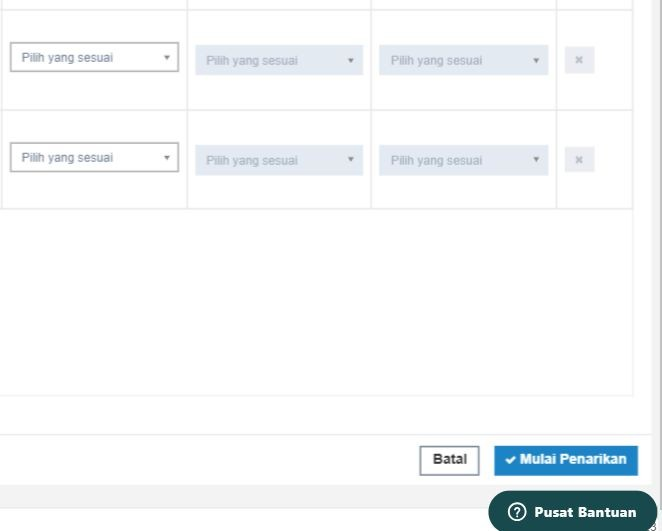 Pilih yang sesuai Pilih yang sesuai Pilih yang sesuai
Pilih yang sesuai Pilih yang sesuai Pilih yang sesuai
Batal Mulai Penarikan
Pusat Bantuan